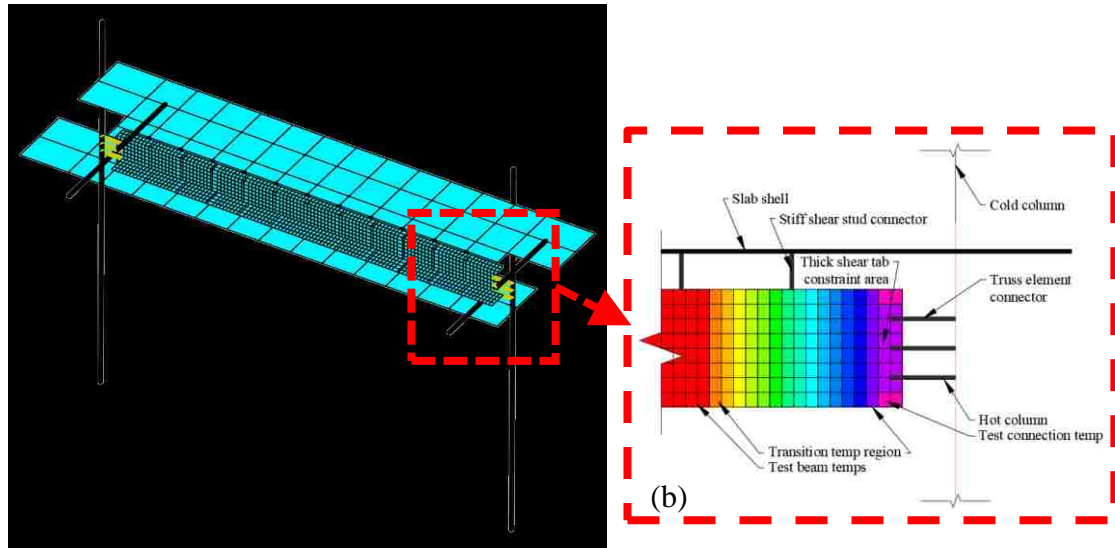 Slab shell
Stiff shear stud connector
Cold column
Thick shear tab
constraint area
Truss element
connector
Hot column
Test connection temp
Transition temp region
Test beam temps
(b)